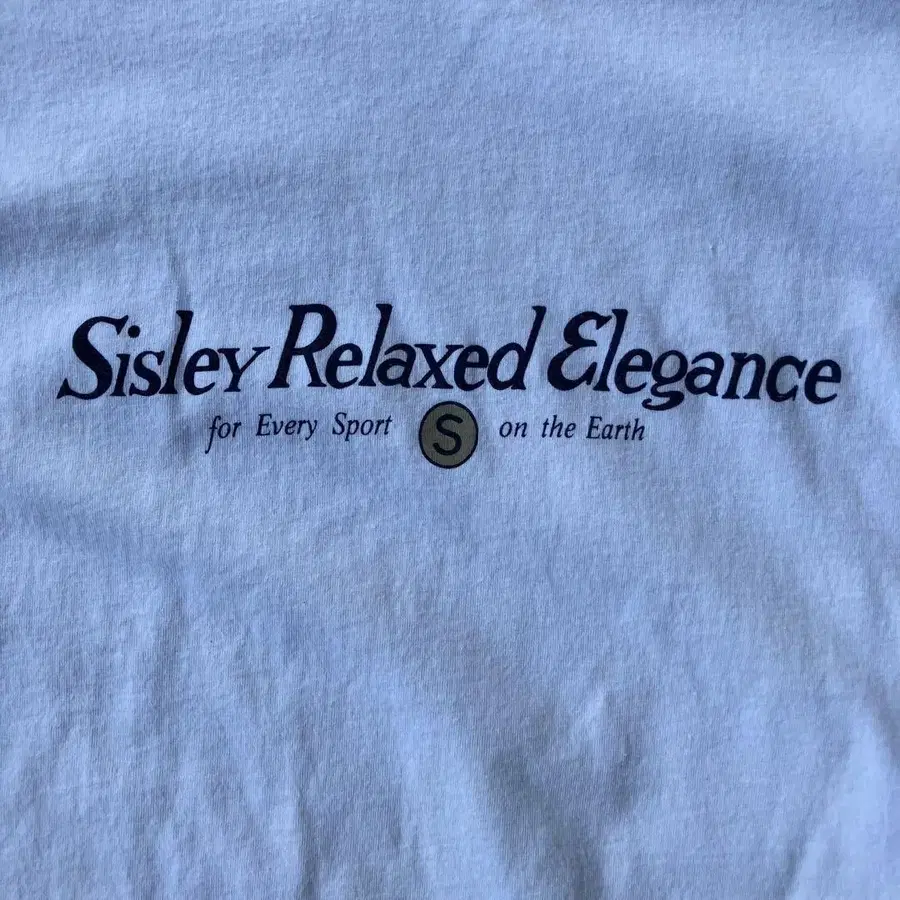 Sisley Relaxed Elegance
for Every Sport S on the Earth